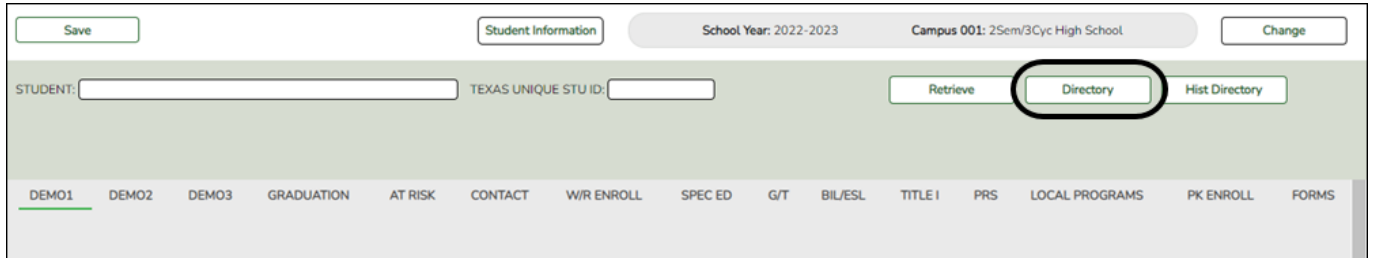 Save Student Information School Year: 2022-2023 Campus 001: 2Sem/3Cyc High School Change
STUDENT: TEXAS UNIQUE STU ID: Retrieve Directory Hist Directory
DEMO1 DEMO2 DEMO3 GRADUATION AT RISK CONTACT W/R ENROLL SPEC ED G/T BIL/ESL TITLE I PRS LOCAL PROGRAMS PK ENROLL FORMS